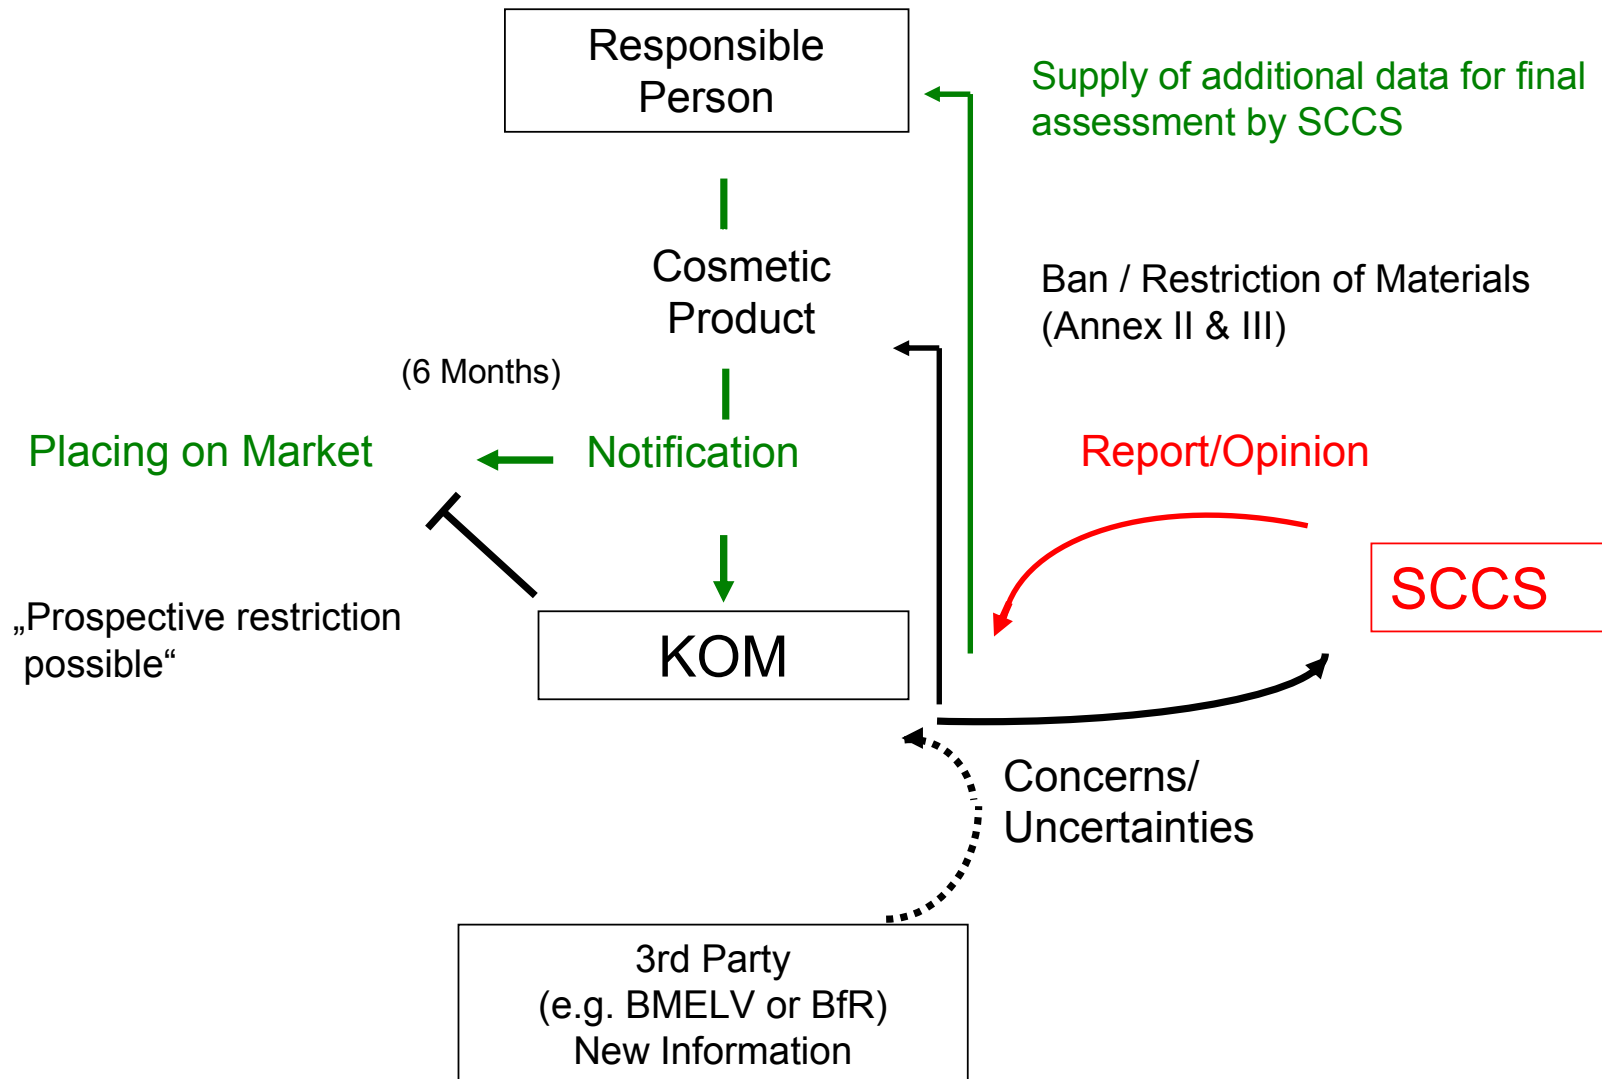 Responsible
Person
Supply of additional data for final
assessment by SCCS
Cosmetic
Product
Ban / Restriction of Materials
(Annex II & III)
(6 Months)
Placing on Market
Notification
Report/Opinion
SCCS
„Prospective restriction
possible“
KOM
Concerns/
Uncertainties
3rd Party
(e.g. BMELV or BfR)
New Information